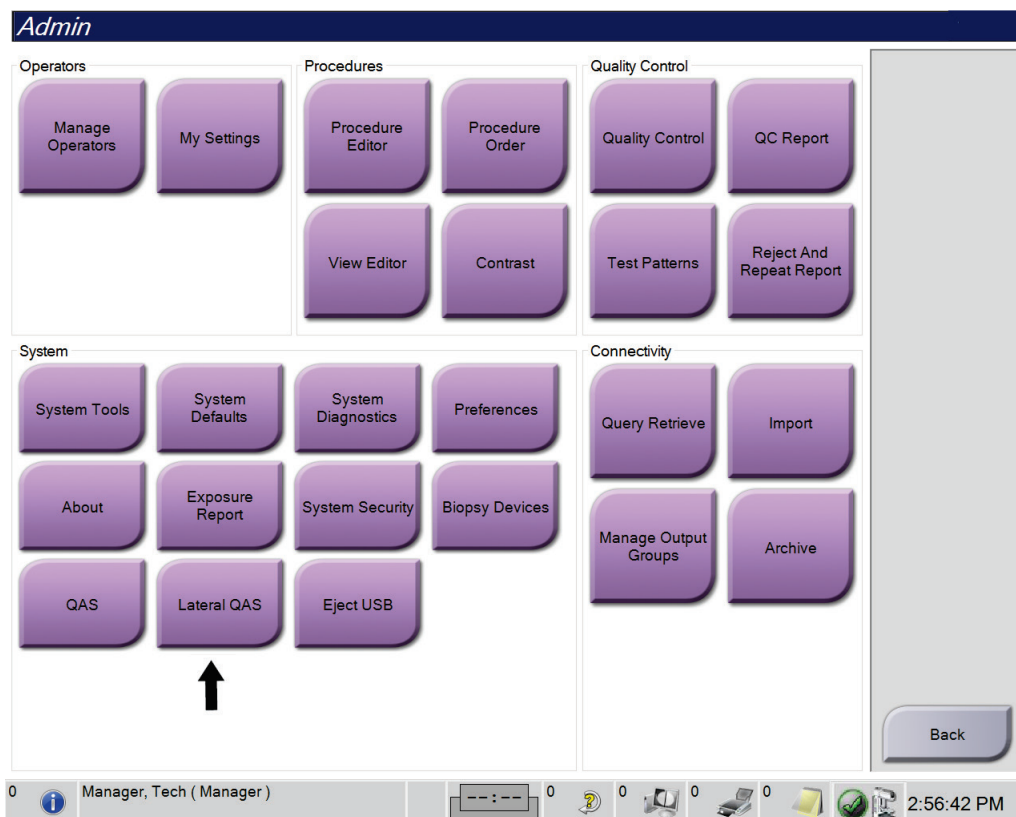 Admin
Operators
Manage
Operators
My Settings
Procedures
Procedure
Editor
Procedure
Order
View Editor
Contrast
Quality Control
Quality Control
QC Report
Test Patterns
Reject And
Repeat Report
System
System Tools
System
Defaults
System
Diagnostics
Preferences
About
Exposure
Report
System Security
Biopsy Devices
QAS
Lateral QAS
Eject USB
Connectivity
Query Retrieve
Import
Manage Output
Groups
Archive
Back
0 Manager, Tech ( Manager ) --:-- 0 0 0 0 2:56:42 PM